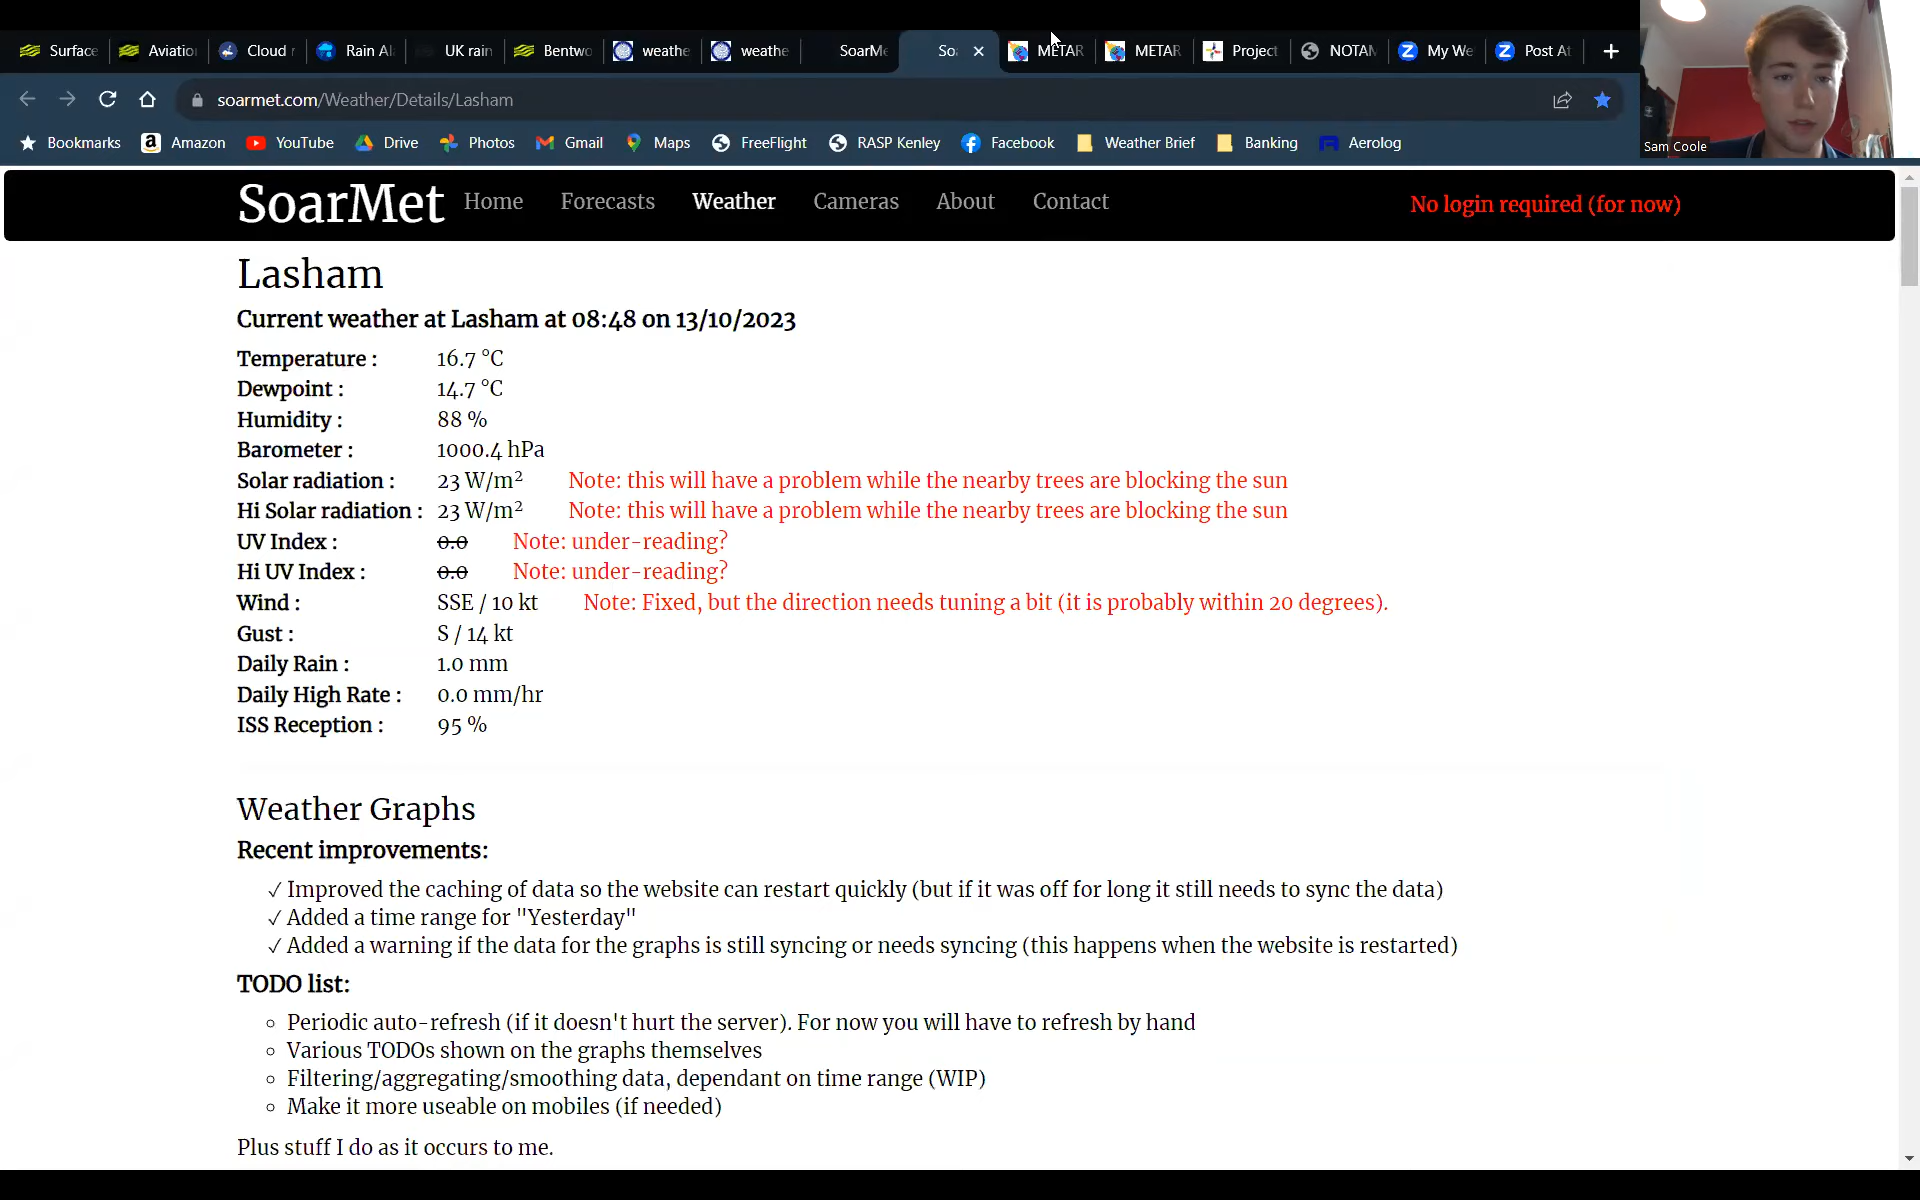 Surface Aviatio Cloud r Rain Al UK rain Bentwo weathe weathe SoarMe Soa METAR METAR Project NOTAM My We Post At
soarmet.com/Weather/Details/Lasham
Bookmarks Amazon YouTube Drive Photos Gmail Maps FreeFlight RASP Kenley Facebook Weather Brief Banking Aerolog
Sam Coole
SoarMet Home Forecasts Weather Cameras About Contact No login required (for now)
Lasham
Current weather at Lasham at 08:48 on 13/10/2023
Temperature : 16.7 °C
Dewpoint : 14.7 °C
Humidity : 88 %
Barometer : 1000.4 hPa
Solar radiation : 23 W/m² Note: this will have a problem while the nearby trees are blocking the sun
Hi Solar radiation : 23 W/m² Note: this will have a problem while the nearby trees are blocking the sun
UV Index : 0.0 Note: under-reading?
Hi UV Index : 0.0 Note: under-reading?
Wind : SSE / 10 kt Note: Fixed, but the direction needs tuning a bit (it is probably within 20 degrees).
Gust : S / 14 kt
Daily Rain : 1.0 mm
Daily High Rate : 0.0 mm/hr
ISS Reception : 95 %
Weather Graphs
Recent improvements:
✓ Improved the caching of data so the website can restart quickly (but if it was off for long it still needs to sync the data)
✓ Added a time range for "Yesterday"
✓ Added a warning if the data for the graphs is still syncing or needs syncing (this happens when the website is restarted)
TODO list:
Periodic auto-refresh (if it doesn't hurt the server). For now you will have to refresh by hand
Various TODOs shown on the graphs themselves
Filtering/aggregating/smoothing data, dependant on time range (WIP)
Make it more useable on mobiles (if needed)
Plus stuff I do as it occurs to me.